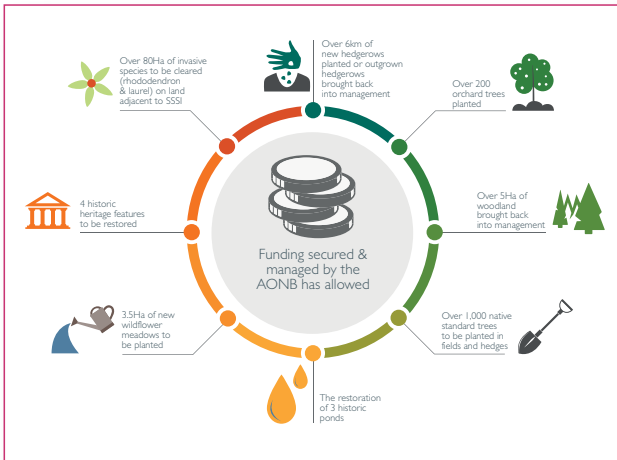 Over 6km of
new hedgerows
planted or outgrown
hedgerows
brought back
into management
Over 200
orchard trees
planted
Over 5Ha of
woodland
brought back
into management
Over 1,000 native
standard trees
to be planted in
fields and hedges
The restoration
of 3 historic
ponds
3.5Ha of new
wildflower
meadows to
be planted
4 historic
heritage features
to be restored
Over 80Ha of invasive
species to be cleared
(rhododendron
& laurel) on land
adjacent to SSSI
Funding secured &
managed by the
AONB has allowed